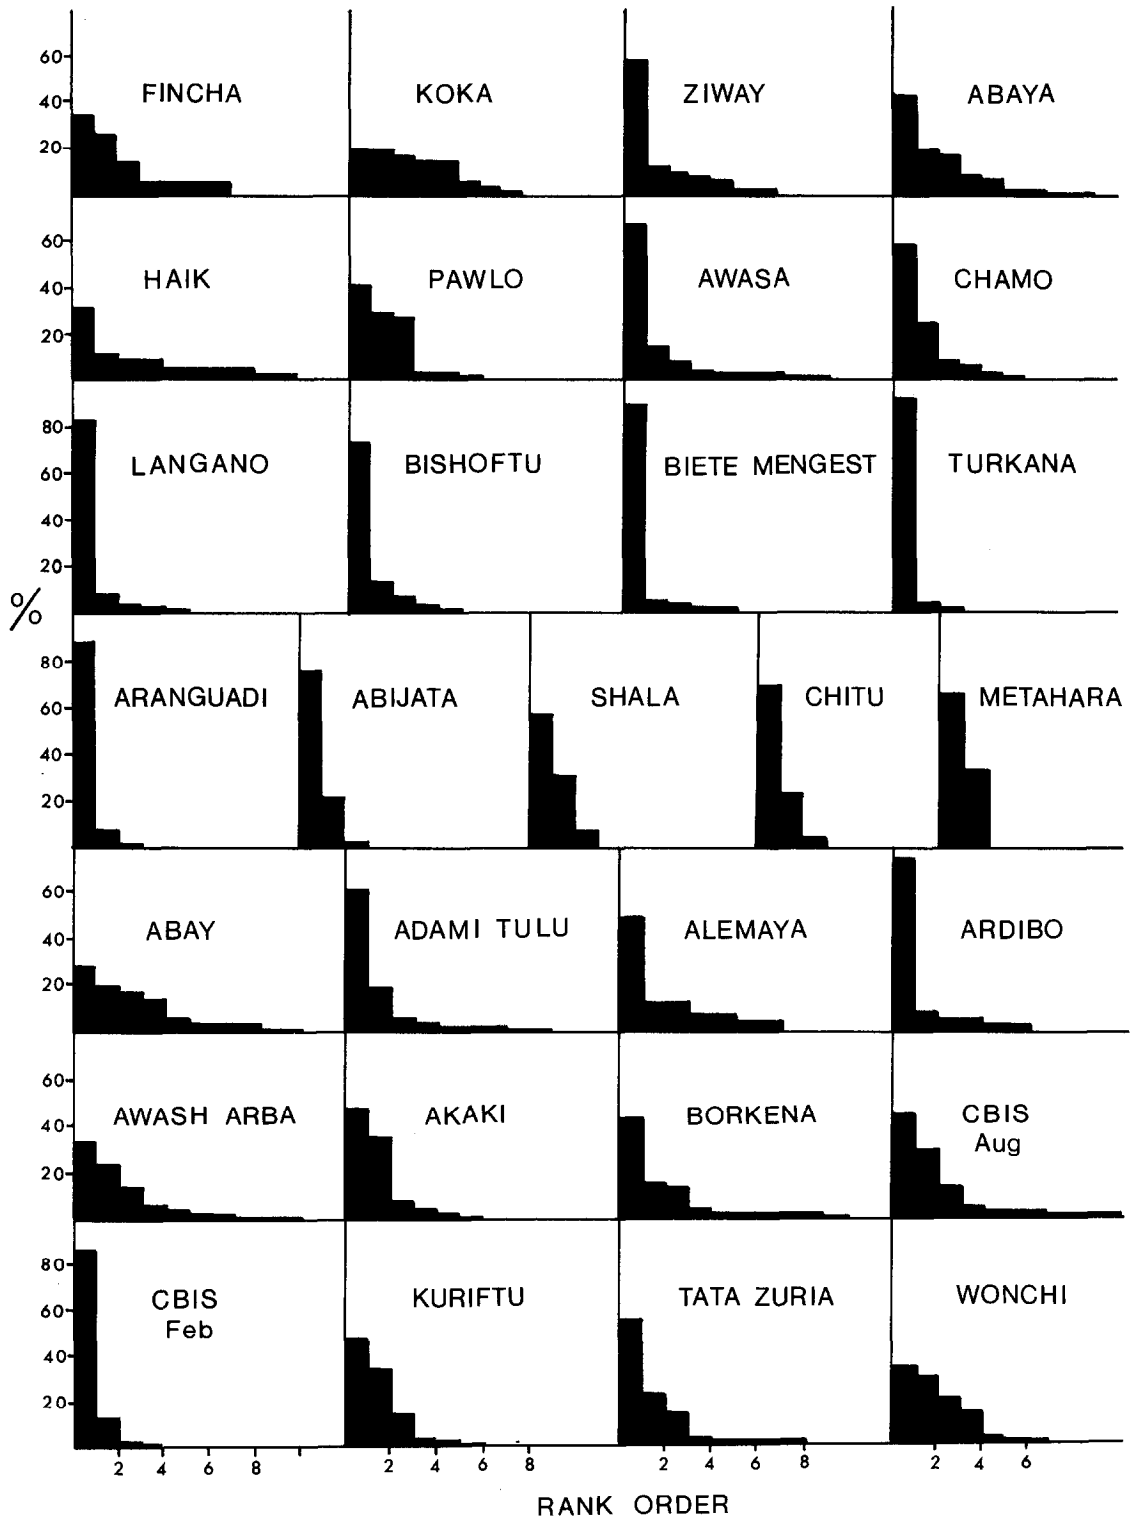 60
40
20
FINCHA
KOKA
ZIWAY
ABAYA
60
40
20
HAIK
PAWLO
AWASA
CHAMO
80
60
40
20
LANGANO
BISHOFTU
BIETE MENGEST
TURKANA
%
80
60
40
20
ARANGUADI
ABIJATA
SHALA
CHITU
METAHARA
60
40
20
ABAY
ADAMI TULU
ALEMAYA
ARDIBO
60
40
20
AWASH ARBA
AKAKI
BORKENA
CBIS
Aug
80
60
40
20
CBIS
Feb
KURIFTU
TATA ZURIA
WONCHI
2 4 6 8
2 4 6 8
2 4 6 8
2 4 6
RANK ORDER